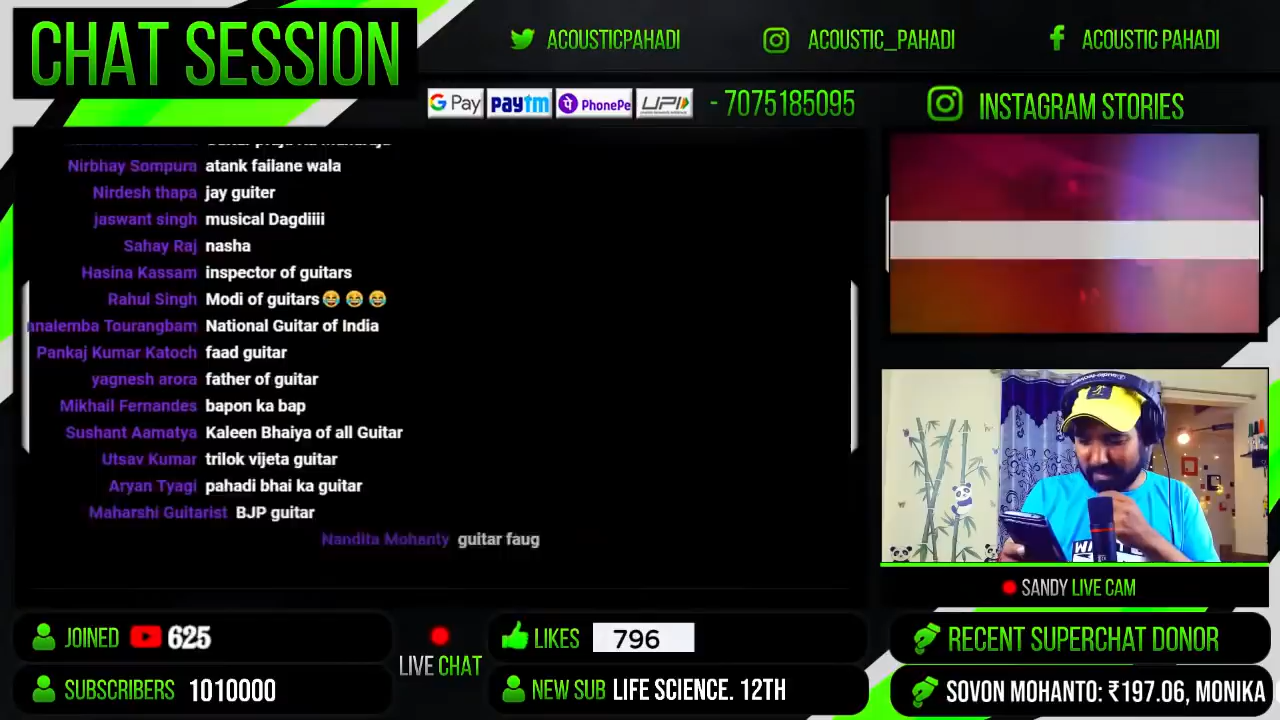 CHAT SESSION
ACOUSTICPAHADI
ACOUSTIC_PAHADI
ACOUSTIC PAHADI
G Pay paytm PhonePe UPI - 7075185095
INSTAGRAM STORIES
Nirbhay Sompura atank failane wala
Nirdesh thapa jay guiter
jaswant singh musical Dagdiiii
Sahay Raj nasha
Hasina Kassam inspector of guitars
Rahul Singh Modi of guitars😂 😂 😂
Tourangbam National Guitar of India
Pankaj Kumar Katoch faad guitar
yagnesh arora father of guitar
Mikhail Fernandes bapon ka bap
Sushant Aamatya Kaleen Bhaiya of all Guitar
Utsav Kumar trilok vijeta guitar
Aryan Tyagi pahadi bhai ka guitar
Maharshi Guitarist BJP guitar
Nandita Mohanty guitar faug
SANDY LIVE CAM
JOINED 625
LIVE CHAT
LIKES 796
RECENT SUPERCHAT DONOR
SUBSCRIBERS 1010000
NEW SUB LIFE SCIENCE. 12TH
SOVON MOHANTO: ₹197.06, MONIKA